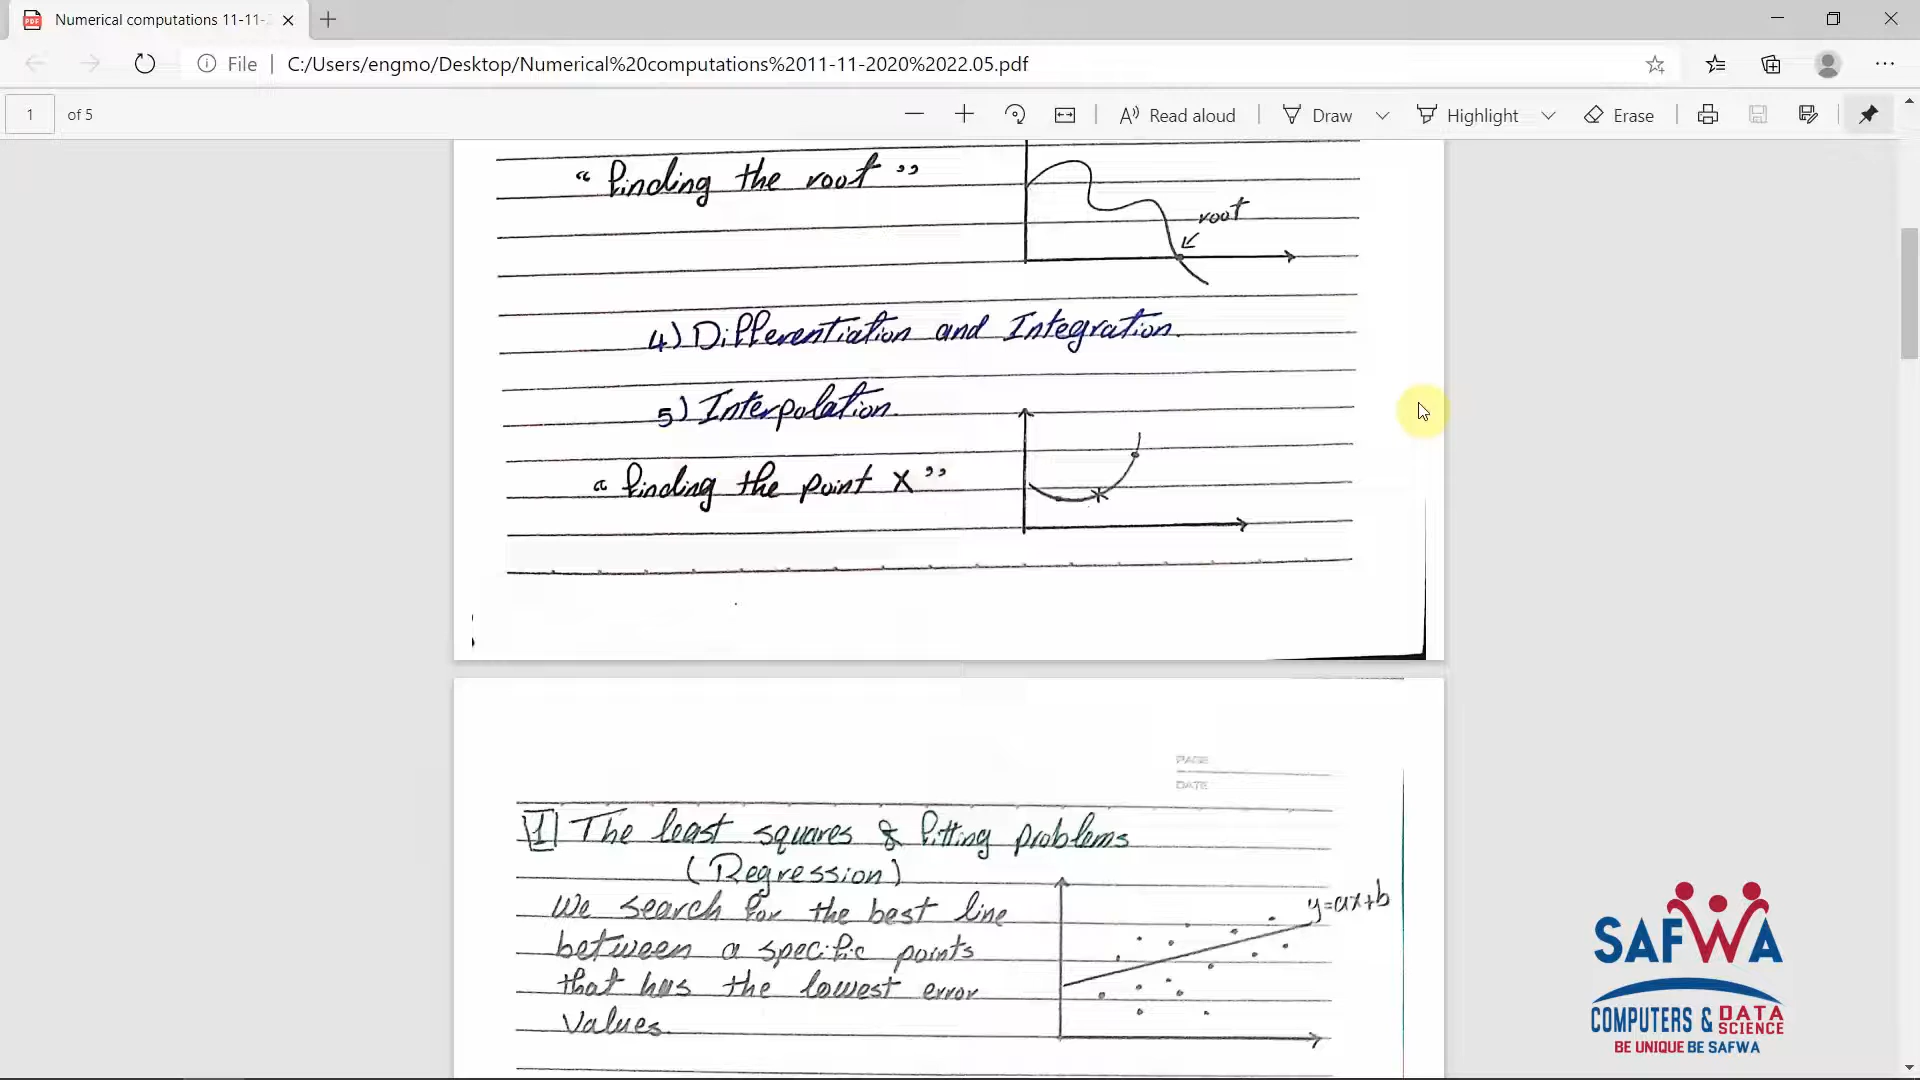 Numerical computations 11-11-
File
C:/Users/engmo/Desktop/Numerical%20computations%2011-11-2020%2022.05.pdf
1 of 5
Read aloud
Draw
Highlight
Erase
“ finding the root ”
root
4) Differentiation and Integration.
5) Interpolation.
“ finding the point X ”
PAGE
DATE
1 The least squares & fitting problems
(Regression)
We search for the best line
between a specific points
that has the lowest error
Values.
y=ax+b
SAFWA
COMPUTERS & DATA SCIENCE
BE UNIQUE BE SAFWA